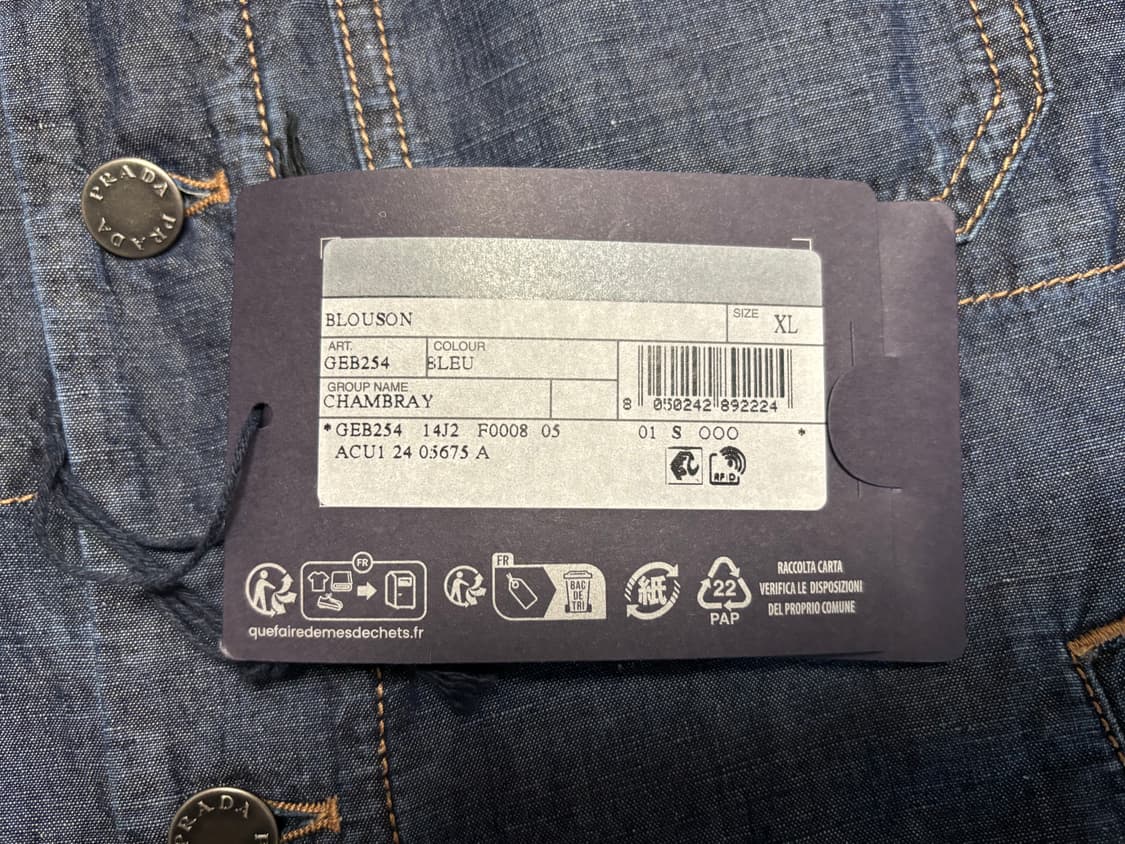 PRADA PRADA
BLOUSON
SIZE XL
ART.
GEB254
COLOUR
BLEU
GROUP NAME
CHAMBRAY
8 050242 892224
* GEB254 14J2 F0008 05 01 S OOO *
ACU1 24 05675 A
RFID
FR
FR
BAC
DE
TRI
紙
22
PAP
quefairedemesdechets.fr
RACCOLTA CARTA
VERIFICA LE DISPOSIZIONI
DEL PROPRIO COMUNE
PRADA